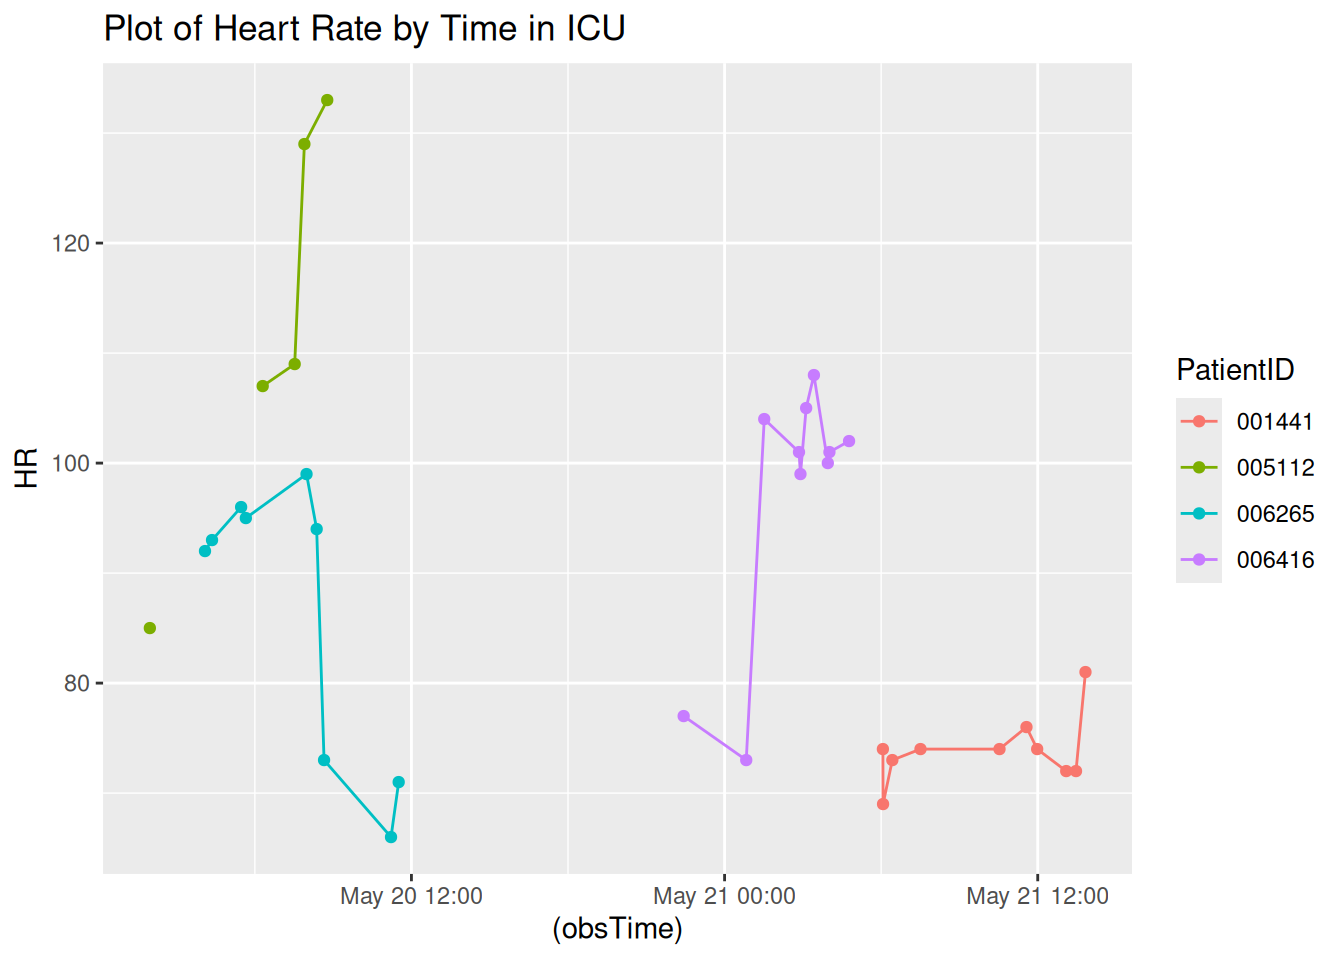 Plot of Heart Rate by Time in ICU
HR
120
100
80
May 20 12:00
May 21 00:00
May 21 12:00
(obsTime)
PatientID
001441
005112
006265
006416